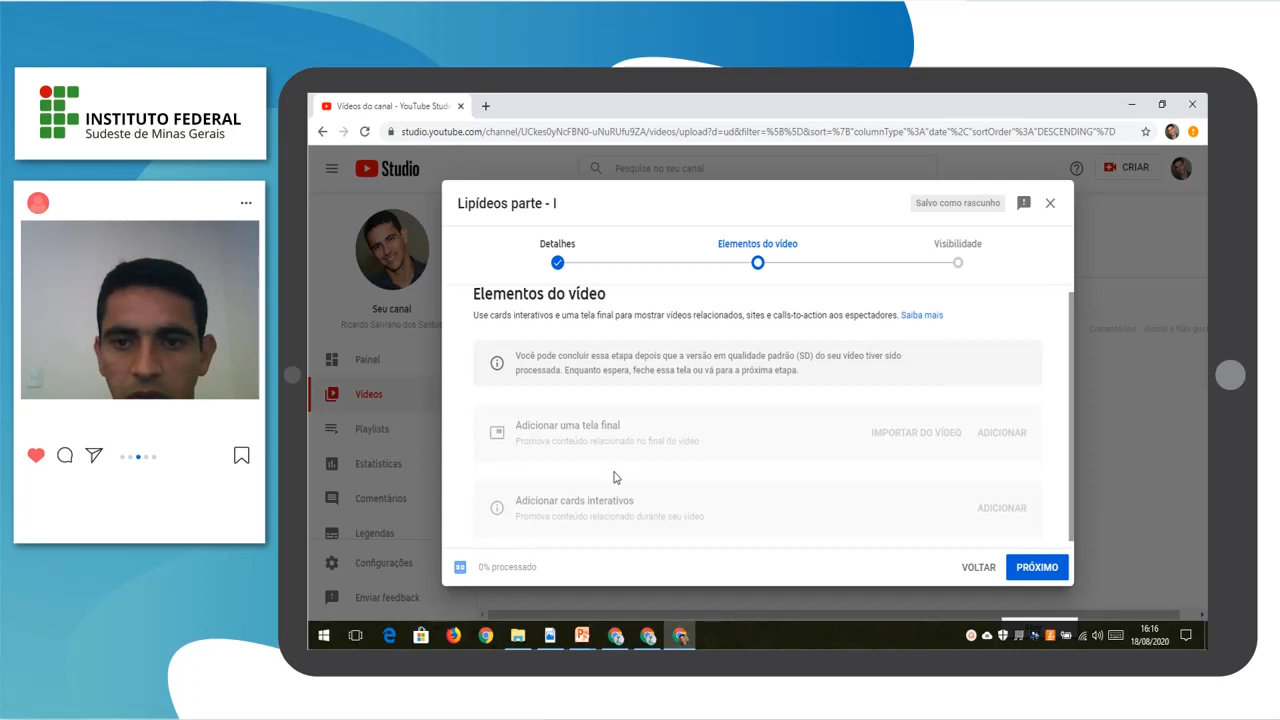 INSTITUTO FEDERAL
Sudeste de Minas Gerais
Vídeos do canal - YouTube Stud
studio.youtube.com/channel/UCkes0yNcFBN0-uNuRUfu9ZA/videos/upload?d=ud&filter=%5B%5D&sort=%7B"columnType"%3A"date"%2C"sortOrder"%3A"DESCENDING"%7D
Studio
Pesquise no seu canal
CRIAR
Seu canal
Ricardo Salviano dos Santos
Painel
Vídeos
Playlists
Estatísticas
Comentários
Legendas
Configurações
Enviar feedback
Lipídeos parte - I
Salvo como rascunho
Detalhes
Elementos do vídeo
Visibilidade
Elementos do vídeo
Use cards interativos e uma tela final para mostrar vídeos relacionados, sites e calls-to-action aos espectadores. Saiba mais
Você pode concluir essa etapa depois que a versão em qualidade padrão (SD) do seu vídeo tiver sido
processada. Enquanto espera, feche essa tela ou vá para a próxima etapa.
Adicionar uma tela final
Promova conteúdo relacionado no final do vídeo
IMPORTAR DO VÍDEO
ADICIONAR
Adicionar cards interativos
Promova conteúdo relacionado durante seu vídeo
ADICIONAR
0% processado
VOLTAR
PRÓXIMO
Comentários
16:16
18/08/2020